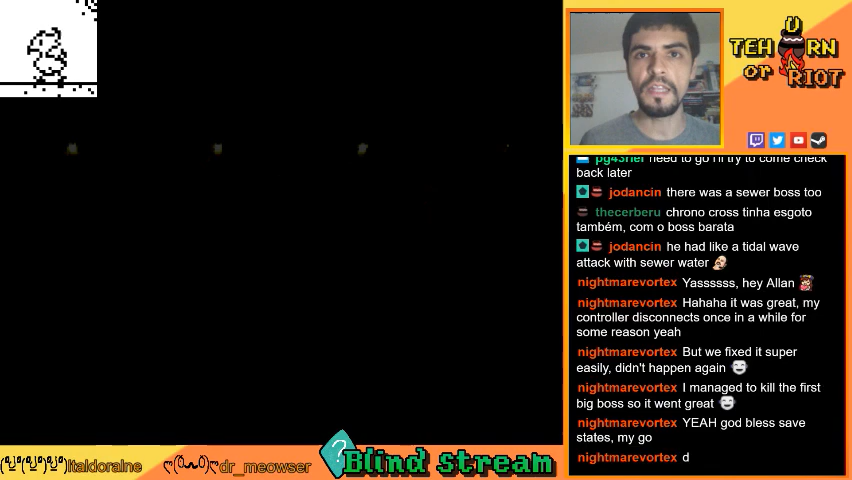 U
TEH RN
or RIOT
need to go i'll try to come check
back later
jodancin there was a sewer boss too
thecerberu chrono cross tinha esgoto
também, com o boss barata
jodancin he had like a tidal wave
attack with sewer water
nightmarevortex Yassssss, hey Allan
nightmarevortex Hahaha it was great, my
controller disconnects once in a while for
some reason yeah
nightmarevortex But we fixed it super
easily, didn't happen again
nightmarevortex I managed to kill the first
big boss so it went great
nightmarevortex YEAH god bless save
states, my go
nightmarevortex d
italdoraine
dr_meowser
? Blind stream